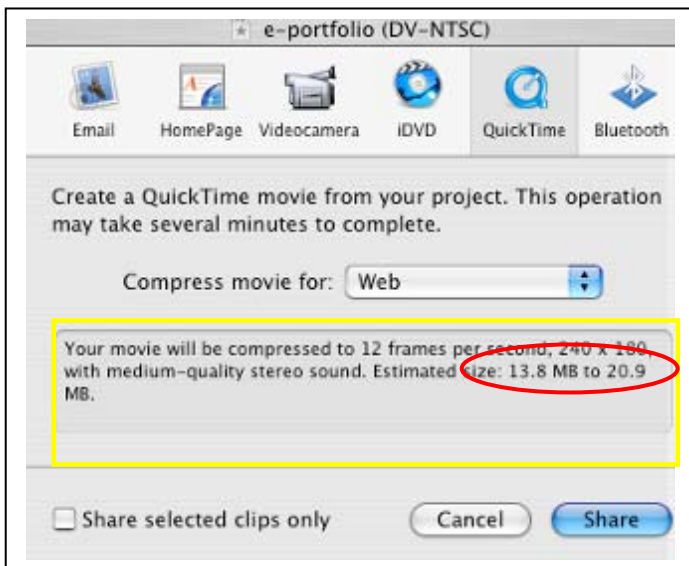 e-portfolio (DV-NTSC)
Email HomePage Videocamera iDVD QuickTime Bluetooth
Create a QuickTime movie from your project. This operation
may take several minutes to complete.
Compress movie for: Web
Your movie will be compressed to 12 frames per second, 240 x 180,
with medium-quality stereo sound. Estimated size: 13.8 MB to 20.9
MB.
Share selected clips only Cancel Share